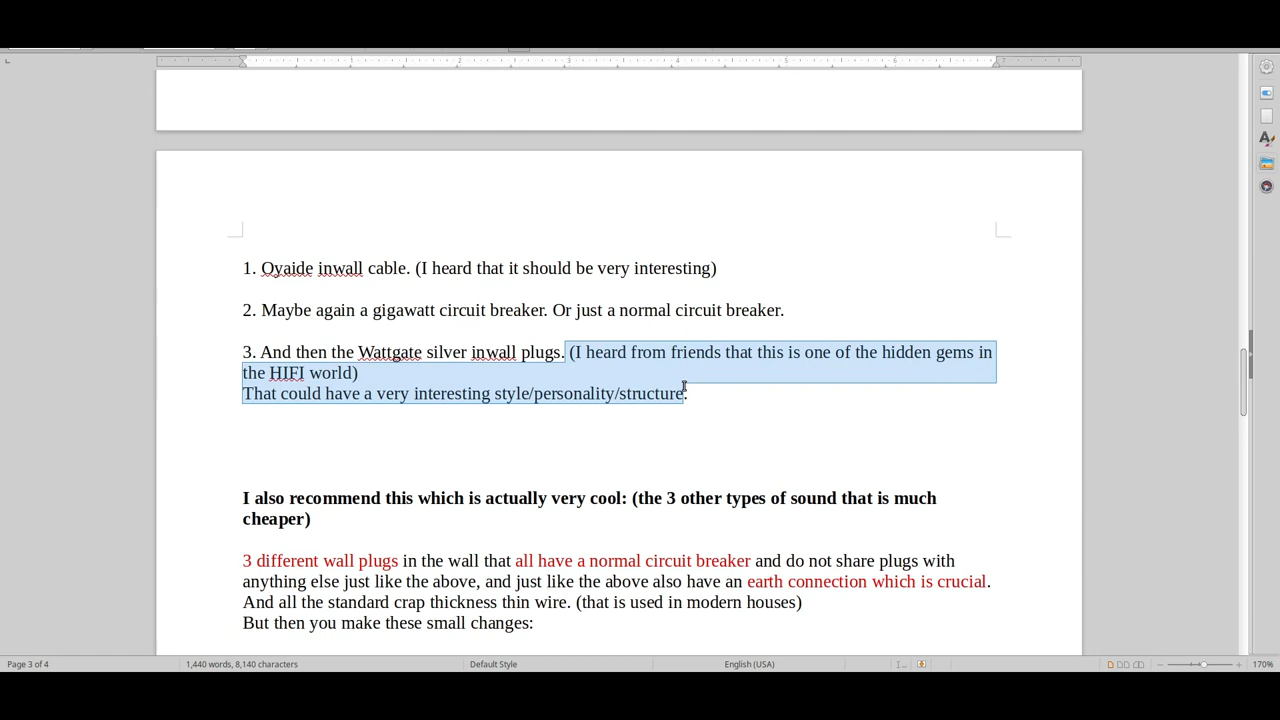 1. Oyaide inwall cable. (I heard that it should be very interesting)
2. Maybe again a gigawatt circuit breaker. Or just a normal circuit breaker.
3. And then the Wattgate silver inwall plugs. (I heard from friends that this is one of the hidden gems in
the HIFI world)
That could have a very interesting style/personality/structure.
I also recommend this which is actually very cool: (the 3 other types of sound that is much
cheaper)
3 different wall plugs in the wall that all have a normal circuit breaker and do not share plugs with
anything else just like the above, and just like the above also have an earth connection which is crucial.
And all the standard crap thickness thin wire. (that is used in modern houses)
But then you make these small changes:
Page 3 of 4 1,440 words, 8,140 characters Default Style English (USA) 170%